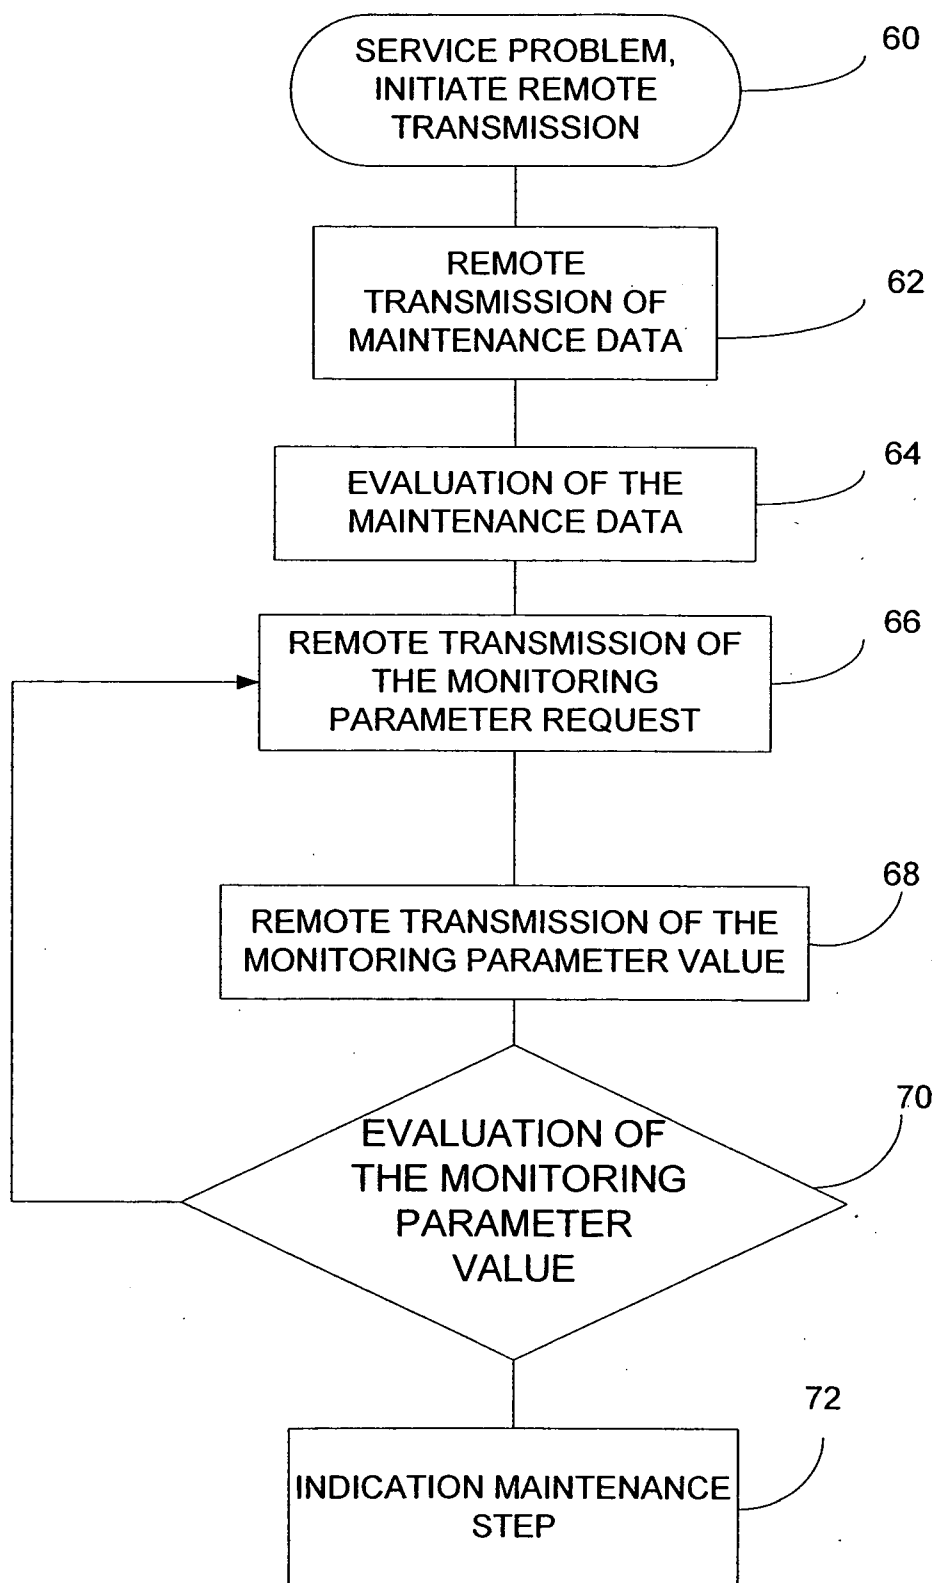 SERVICE PROBLEM,
INITIATE REMOTE
TRANSMISSION
60
REMOTE
TRANSMISSION OF
MAINTENANCE DATA
62
EVALUATION OF THE
MAINTENANCE DATA
64
REMOTE TRANSMISSION OF
THE MONITORING
PARAMETER REQUEST
66
REMOTE TRANSMISSION OF THE
MONITORING PARAMETER VALUE
68
EVALUATION OF
THE MONITORING
PARAMETER
VALUE
70
INDICATION MAINTENANCE
STEP
72